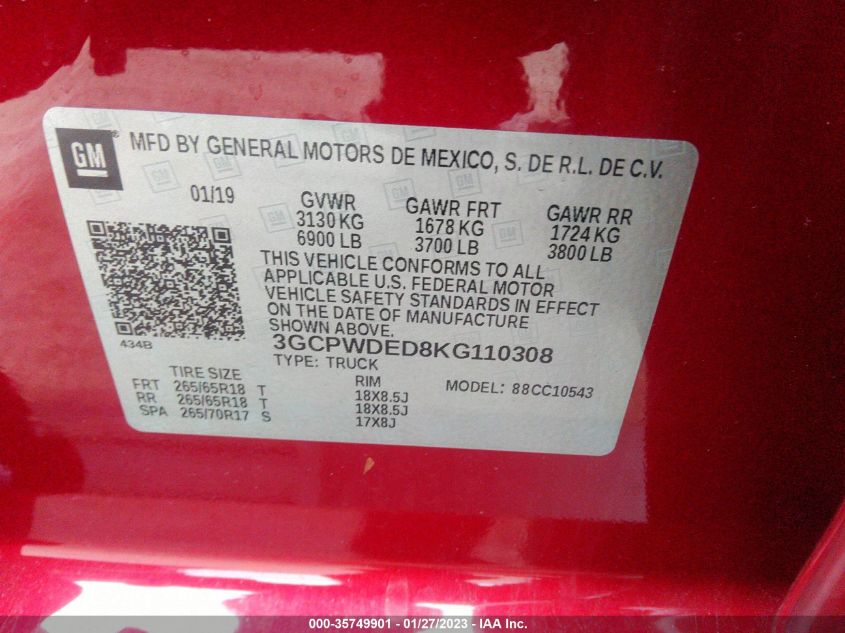 GM ® MFD BY GENERAL MOTORS DE MEXICO, S. DE R.L. DE C.V.
01/19 GVWR GAWR FRT GAWR RR
3130 KG 1678 KG 1724 KG
6900 LB 3700 LB 3800 LB
THIS VEHICLE CONFORMS TO ALL
APPLICABLE U.S. FEDERAL MOTOR
VEHICLE SAFETY STANDARDS IN EFFECT
ON THE DATE OF MANUFACTURE
SHOWN ABOVE.
434B
3GCPWDED8KG110308
TYPE: TRUCK
TIRE SIZE RIM MODEL: 88CC10543
FRT 265/65R18 T 18X8.5J
RR 265/65R18 T 18X8.5J
SPA 265/70R17 S 17X8J
000-35749901 - 01/27/2023 - IAA Inc.